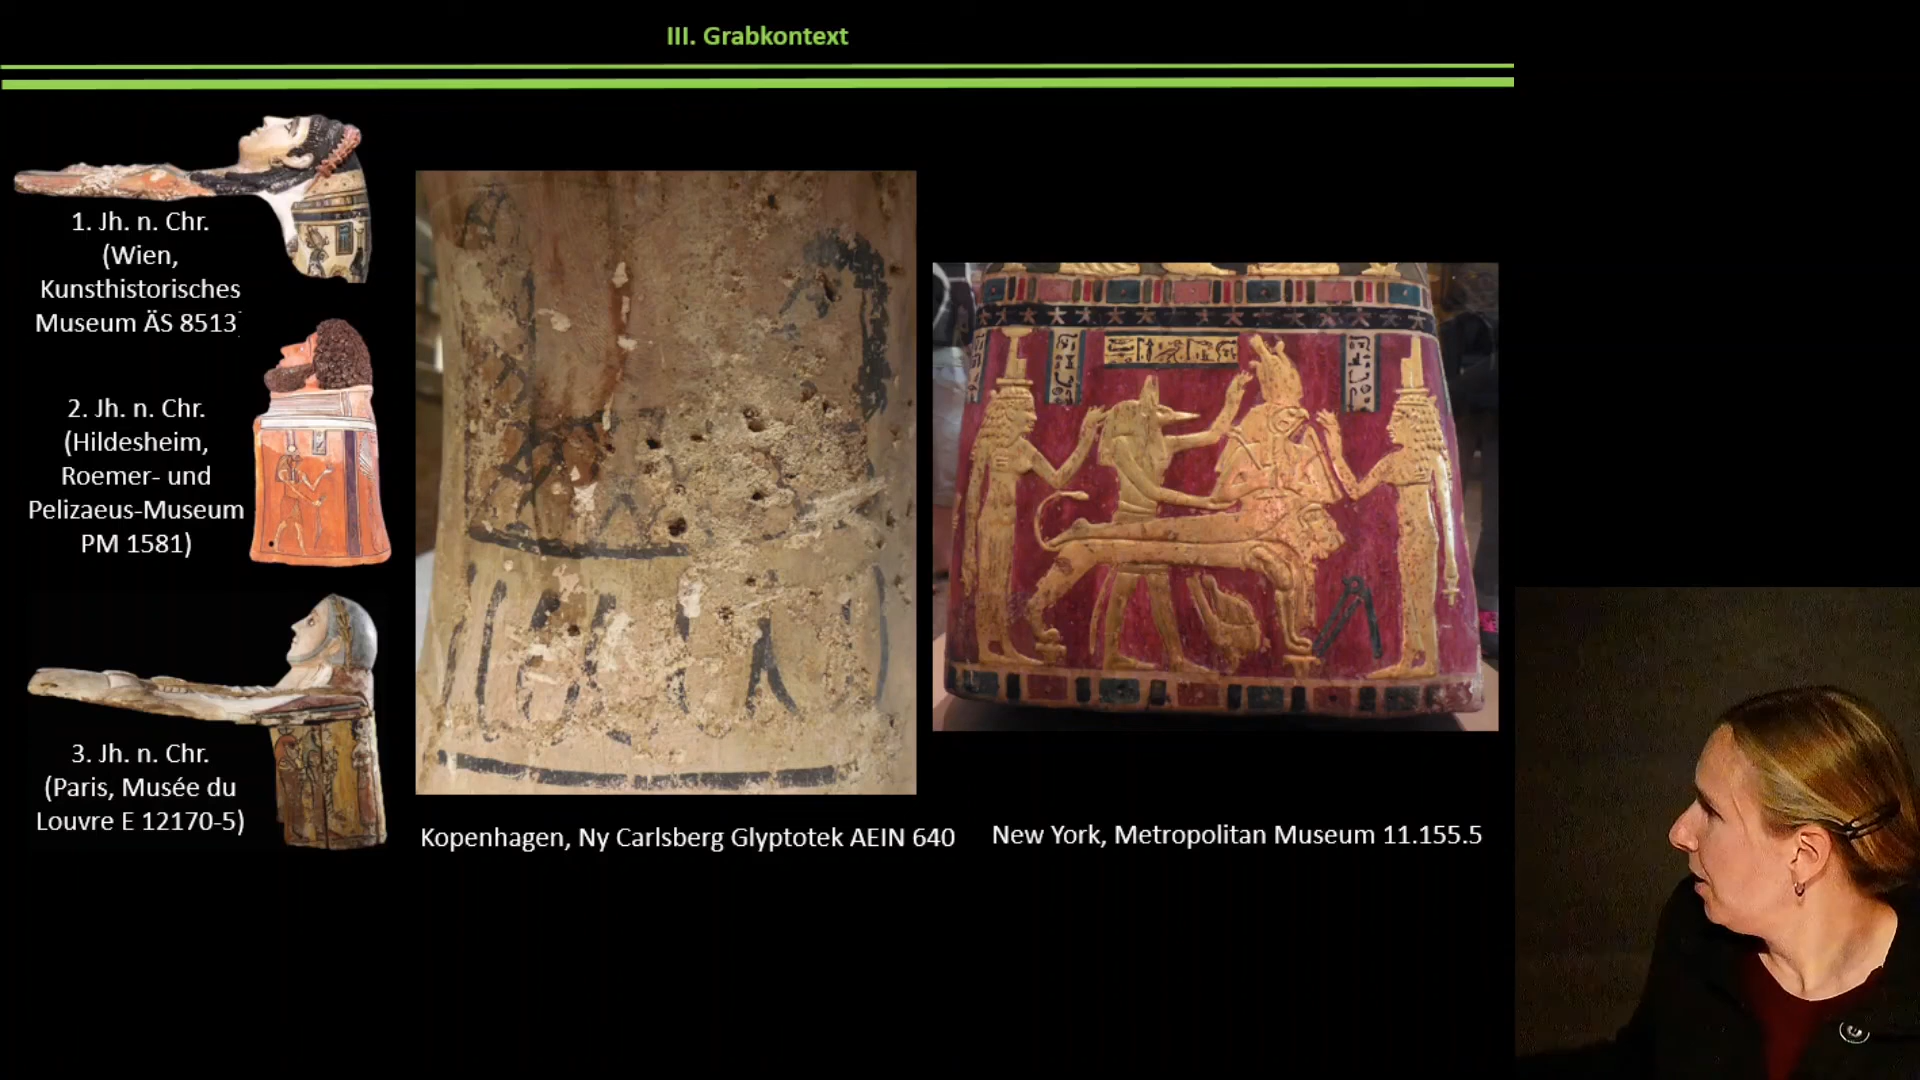 III. Grabkontext
1. Jh. n. Chr.
(Wien,
Kunsthistorisches
Museum ÄS 8513
2. Jh. n. Chr.
(Hildesheim,
Roemer- und
Pelizaeus-Museum
PM 1581)
3. Jh. n. Chr.
(Paris, Musée du
Louvre E 12170-5)
Kopenhagen, Ny Carlsberg Glyptotek AEIN 640
New York, Metropolitan Museum 11.155.5